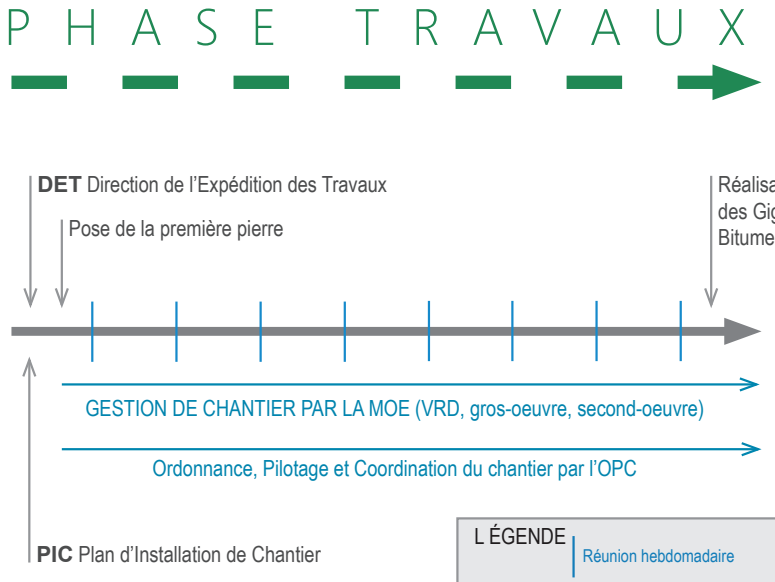 PHASE TRAVAUX
DET Direction de l'Expédition des Travaux
Pose de la première pierre
des
Bitume
GESTION DE CHANTIER PAR LA MOE (VRD, gros-oeuvre, second-oeuvre)
Ordonnance, Pilotage et Coordination du chantier par l'OPC
PIC Plan d'Installation de Chantier
L ÉGENDE
Réunion hebdomadaire